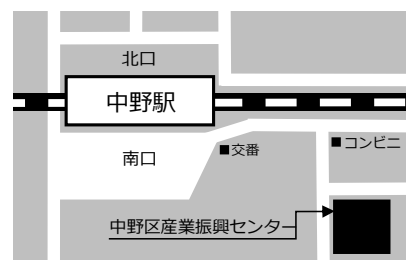 北口
中野駅
南口
■交番
■コンビニ
中野区産業振興センター